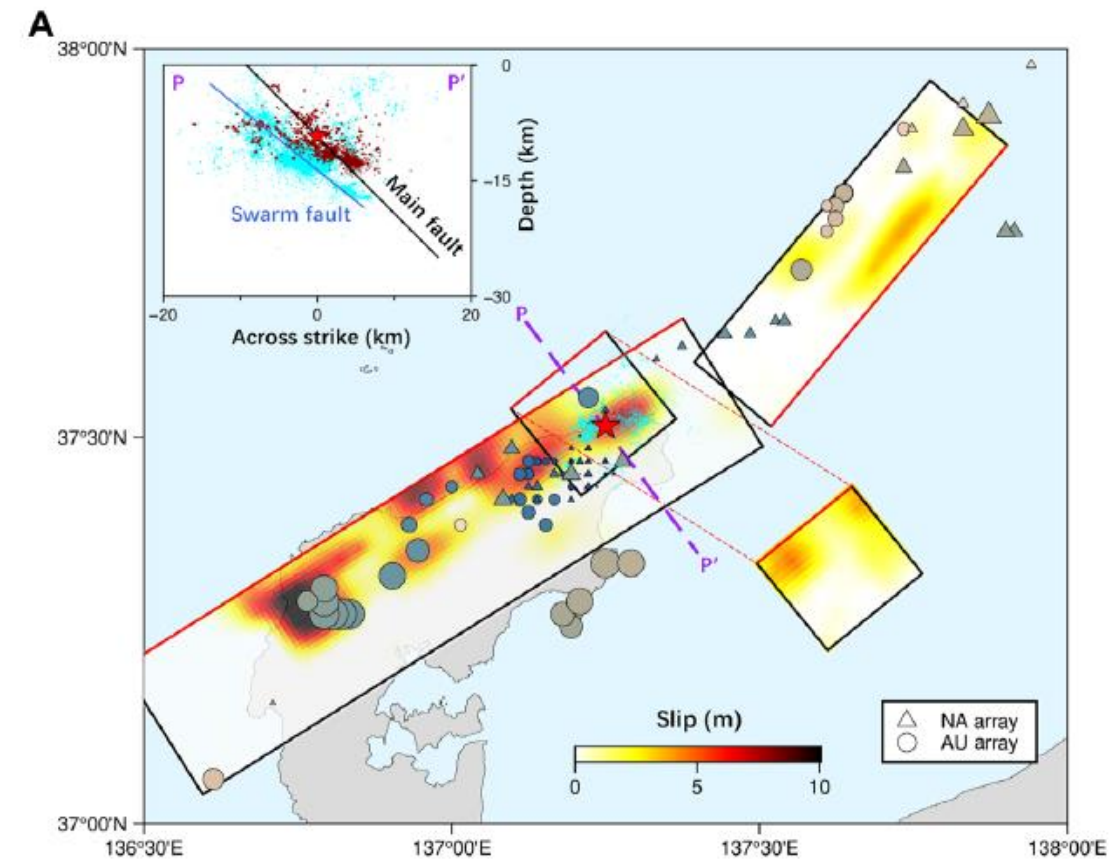 A
38°00'N
P
P'
0
Depth (km)
−15
Main fault
Swarm fault
−30
−20
0
20
Across strike (km)
P
37°30'N
P'
Slip (m)
0
5
10
NA array
AU array
37°00'N
136°30'E
137°00'E
137°30'E
138°00'E